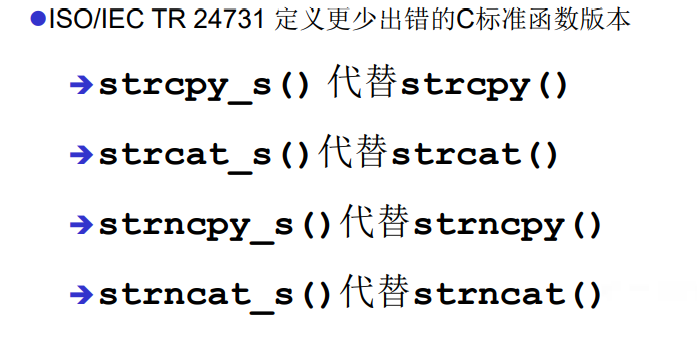 ●ISO/IEC TR 24731 定义更少出错的C标准函数版本
➔strcpy_s() 代替strcpy()
➔strcat_s()代替strcat()
➔strncpy_s()代替strncpy()
➔strncat_s()代替strncat()